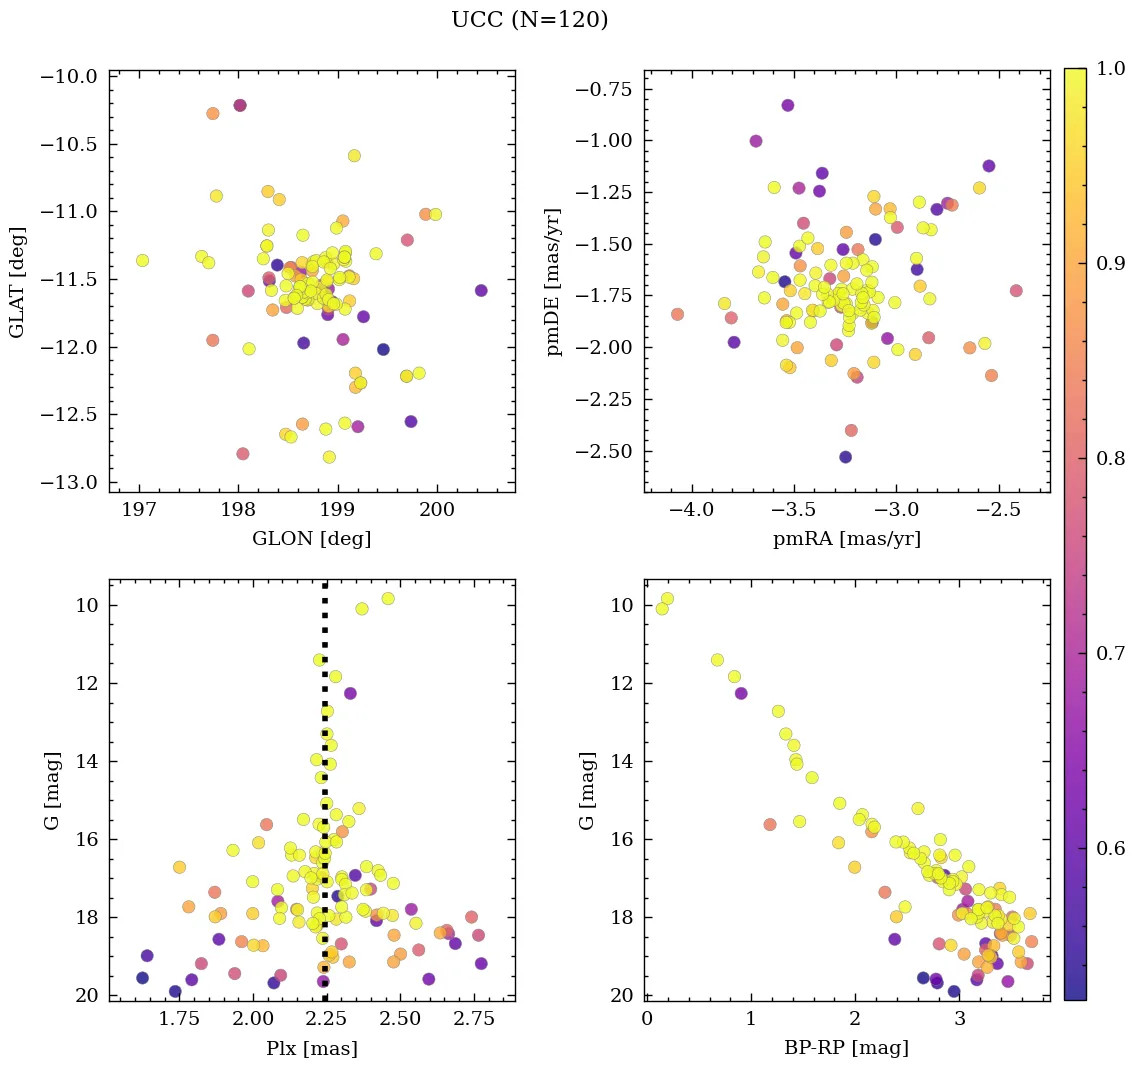 UCC (N=120)
−10.0
−10.5
−11.0
−11.5
−12.0
−12.5
−13.0
GLAT [deg]
197 198 199 200
GLON [deg]
−0.75
−1.00
−1.25
−1.50
−1.75
−2.00
−2.25
−2.50
pmDE [mas/yr]
−4.0 −3.5 −3.0 −2.5
pmRA [mas/yr]
10
12
14
16
18
20
G [mag]
1.75 2.00 2.25 2.50 2.75
Plx [mas]
10
12
14
16
18
20
G [mag]
0 1 2 3
BP-RP [mag]
1.0
0.9
0.8
0.7
0.6